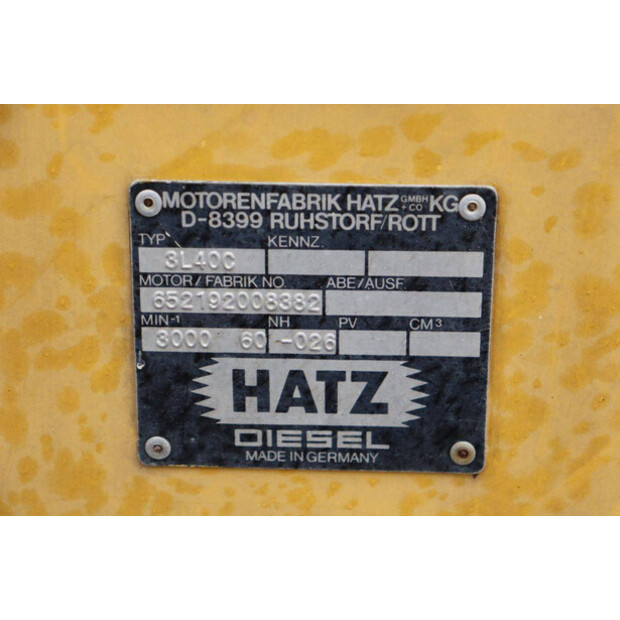 MOTORENFABRIK HATZ GMBH + CO KG
D-8399 RUHSTORF/ROTT
TYP KENNZ.
3L40C
MOTOR/FABRIK NO. ABE/AUSF.
652192008382
MIN-¹ NH PV CM³
3000 60 -026
HATZ
DIESEL
MADE IN GERMANY